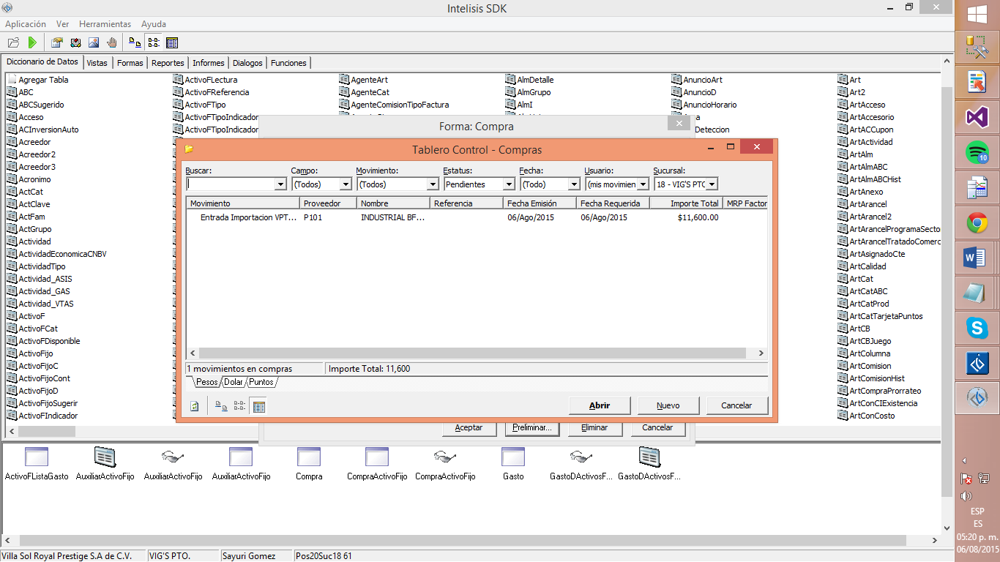 Intelisis SDK
Aplicación Ver Herramientas Ayuda
Diccionario de Datos Vistas Formas Reportes Informes Dialogos Funciones
Agregar Tabla ActivoFLectura AgenteArt AlmDetalle AnuncioArt Art
ABC ActivoFReferencia AgenteCat AlmGrupo AnuncioD Art2
ABCSugerido ActivoFTipo AgenteComisionTipoFactura AlmI AnuncioHorario ArtAcceso
Acceso ActivoFTipoIndicador ArtAccesorio
ACInversionAuto ActivoFTipoIndicador Deteccion ArtACCupon
Acreedor ArtActividad
Acreedor2 ArtAlm
Acreedor3 ArtAlmABC
Acronimo ArtAlmABCHist
ActCat ArtAnexo
ActClave ArtArancel
ActFam ArtArancel2
ActGrupo ArtArancelProgramaSecto
Actividad ArtArancelTratadoComerc
ActividadEconomicaCNBV ArtAsignadoCte
ActividadTipo ArtCalidad
Actividad_ASIS ArtCat
Actividad_GAS ArtCatABC
Actividad_VTAS ArtCatProd
ActivoF ArtCatTarjetaPuntos
ActivoFCat ArtCB
ActivoFDisponible ArtCBJuego
ActivoFijo ArtColumna
ActivoFijoC ArtComision
ActivoFijoCont ArtComisionHist
ActivoFijoD ArtCompraProrrateo
ActivoFijoSugerir ArtConCIExistencia
ActivoFIndicador ArtConCosto
Forma: Compra
Tablero Control - Compras
Buscar: Campo: Movimiento: Estatus: Fecha: Usuario: Sucursal:
(Todos) (Todos) Pendientes (Todo) (mis movimien 18 - VIG'S PTO
Movimiento Proveedor Nombre Referencia Fecha Emisión Fecha Requerida Importe Total MRP Factor
Entrada Importacion VPT... P101 INDUSTRIAL BF... 06/Ago/2015 06/Ago/2015 $11,600.00
1 movimientos en compras Importe Total: 11,600
Pesos Dolar Puntos
Abrir Nuevo Cancelar
Aceptar Preliminar... Eliminar Cancelar
ActivoFListaGasto AuxiliarActivoFijo AuxiliarActivoFijo AuxiliarActivoFijo Compra CompraActivoFijo CompraActivoFijo Gasto GastoDActivosF... GastoDActivosF...
Villa Sol Royal Prestige S.A de C.V. VIG'S PTO. Sayuri Gomez Pos20Suc18 61
10
ESP
ES
05:20 p. m.
06/08/2015